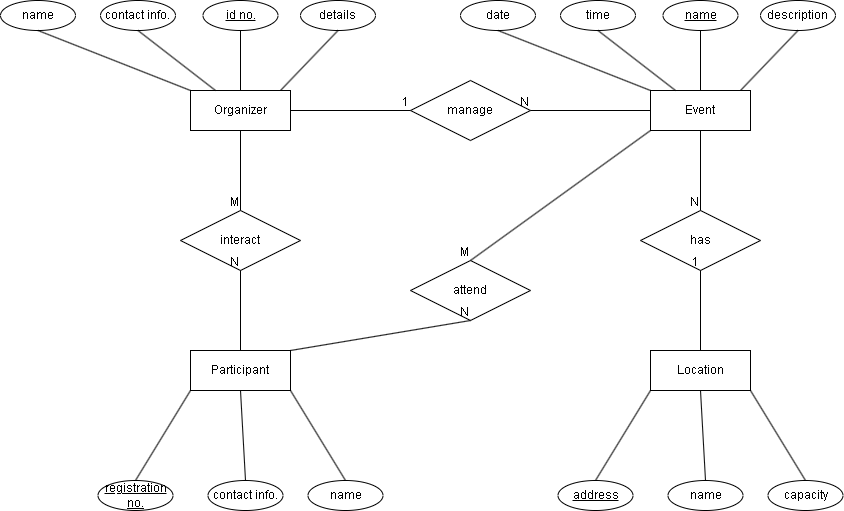 name
contact info.
id no.
details
date
time
name
description
Organizer
1
manage
N
Event
M
interact
N
M
attend
N
N
has
1
Participant
Location
registration
no.
contact info.
name
address
name
capacity